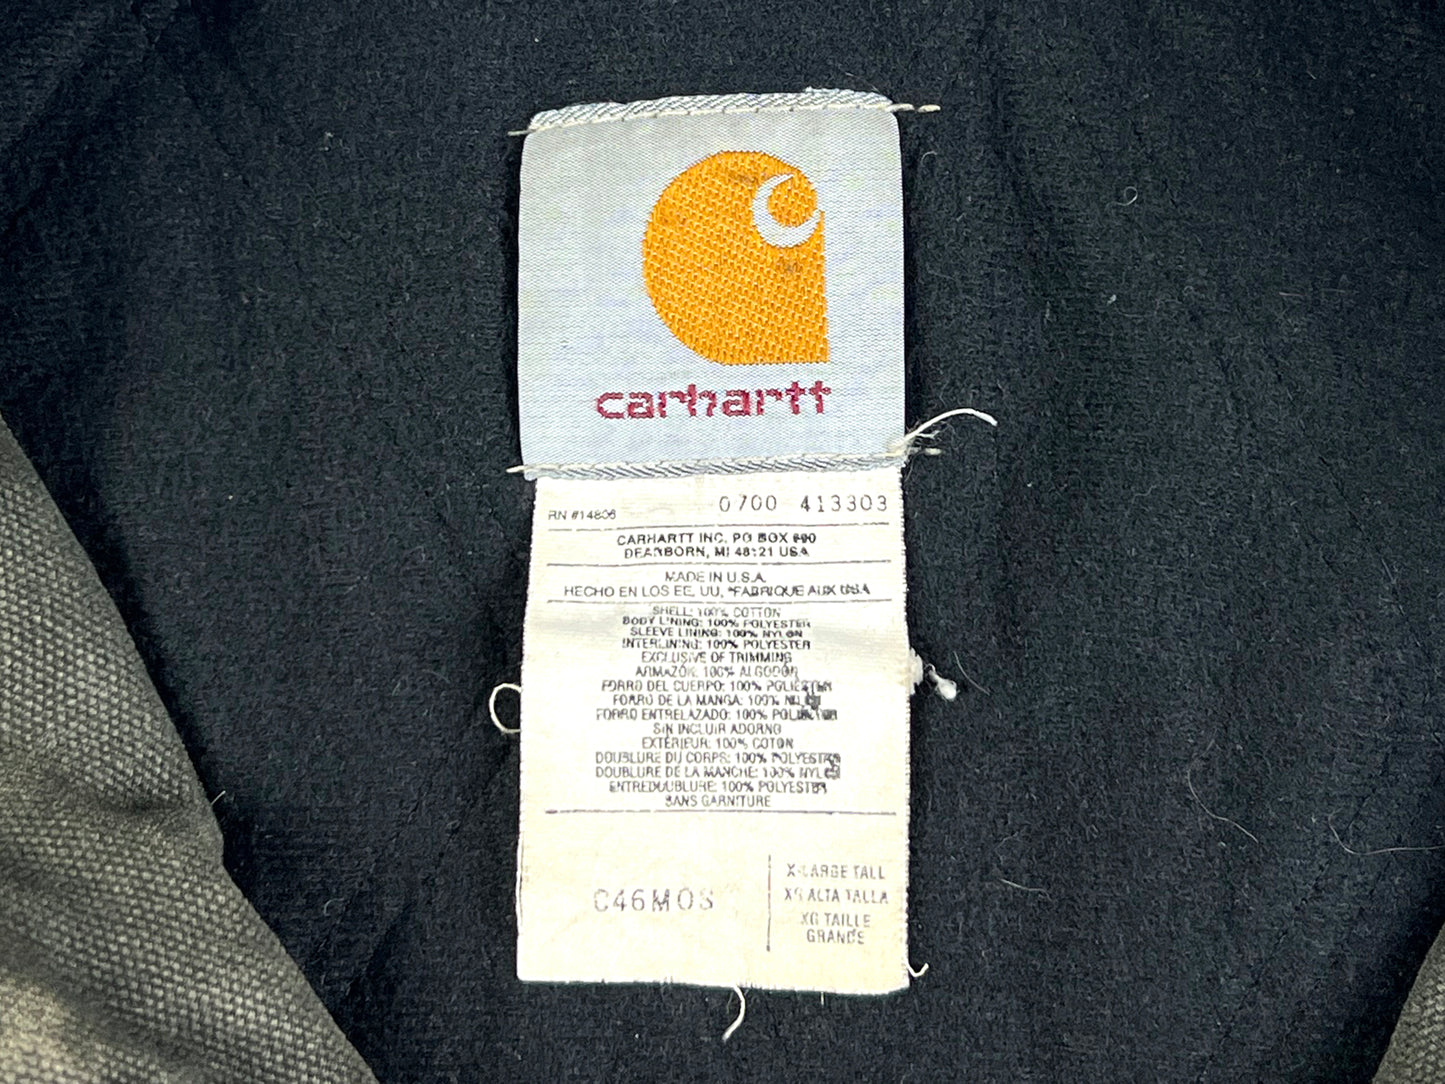 carhartt
RN #14806 0700 413303
CARHARTT INC. PO BOX 600
DEARBORN, MI 48121 USA
MADE IN U.S.A.
HECHO EN LOS EE, UU, *FABRIQUE AUX USA
SHELL: 100% COTTON
BODY LINING: 100% POLYESTER
SLEEVE LINING: 100% NYLON
INTERLINING: 100% POLYESTER
EXCLUSIVE OF TRIMMING
ARMAZON: 100% ALGODON
FORRO DEL CUERPO: 100% POLIESTER
FORRO DE LA MANGA: 100%
FORRO ENTRELAZADO: 100% POLIESTER
SIN INCLUIR ADORNO
EXTÉRIEUR: 100% COTON
DOUBLURE DU CORPS: 100% POLYESTER
DOUBLURE DE LA MANCHE: 100%
ENTREDOUBLURE: 100% POLYESTER
SANS GARNITURE
C46MOS
X-LARGE TALL
XG ALTA TALLA
XG TAILLE
GRANDE